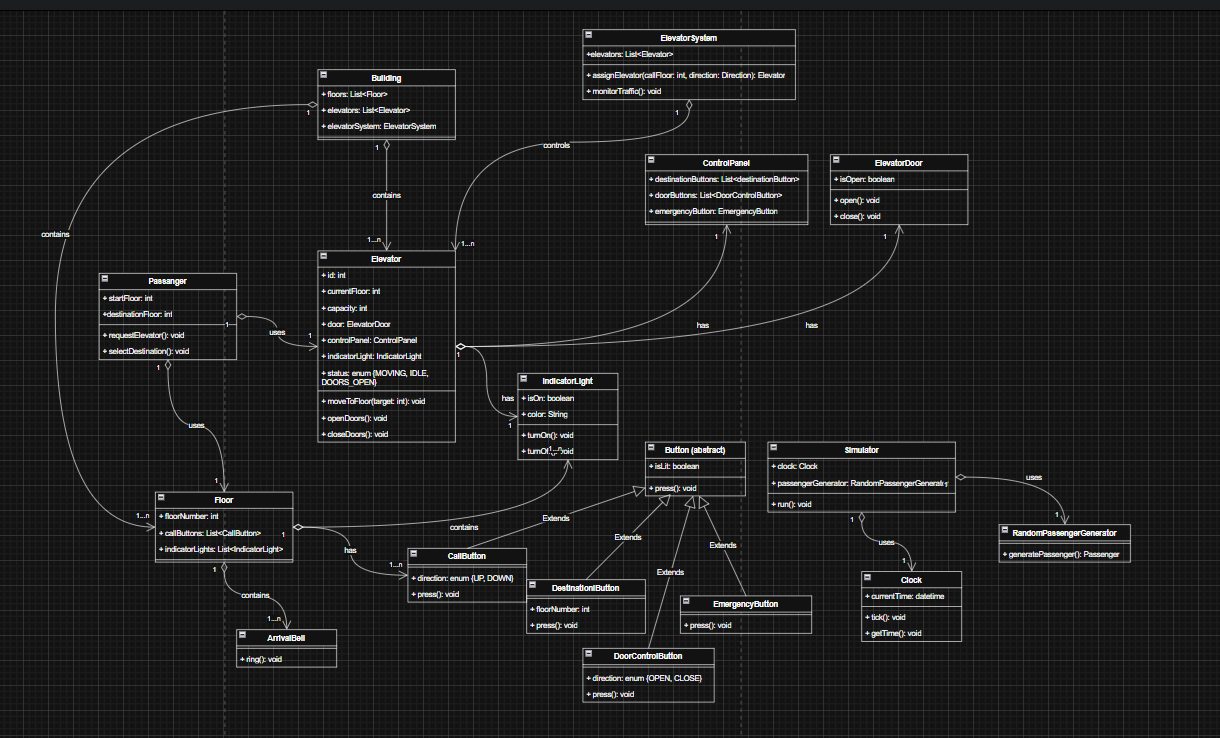 ElevatorSystem
+elevators: List<Elevator>
+ assignElevator(callFloor: int, direction: Direction): Elevator
+ monitorTraffic(): void
1
controls
1...n
Building
+ floors: List<Floor>
+ elevators: List<Elevator>
+ elevatorSystem: ElevatorSystem
1
1
contains
1...n
contains
1...n
ControlPanel
+ destinationButtons: List<destinationButton>
+ doorButtons: List<DoorControlButton>
+ emergencyButton: EmergencyButton
1
ElevatorDoor
+ isOpen: boolean
+ open(): void
+ close(): void
1
Elevator
+ id: int
+ currentFloor: int
+ capacity: int
+ door: ElevatorDoor
+ controlPanel: ControlPanel
+ indicatorLight: IndicatorLight
+ status: enum {MOVING, IDLE,
DOORS_OPEN}
+ moveToFloor(target: int): void
+ openDoors(): void
+ closeDoors(): void
1
has
has
has
1
Passanger
+ startFloor: int
+destinationFloor: int
+ requestElevator(): void
+ selectDestination(): void
1
uses
1
1
uses
1
IndicatorLight
+ isOn: boolean
+ color: String
+ turnOn(): void
1...n
Button (abstract)
+ isLit: boolean
+ press(): void
Simulator
+ clock: Clock
+ passengerGenerator: RandomPassengerGenerator
+ run(): void
uses
1
1
uses
1
RandomPassengerGenerator
+ generatePassenger(): Passenger
Clock
+ currentTime: datetime
+ tick(): void
+ getTime(): void
Floor
+ floorNumber: int
+ callButtons: List<CallButton>
+ indicatorLights: List<IndicatorLight>
1
contains
has
1...n
1
contains
1...n
ArrivalBell
+ ring(): void
Extends
Extends
Extends
Extends
CallButton
+ direction: enum {UP, DOWN}
+ press(): void
DestinationlButton
+ floorNumber: int
+ press(): void
EmergencyButton
+ press(): void
DoorControlButton
+ direction: enum {OPEN, CLOSE}
+ press(): void